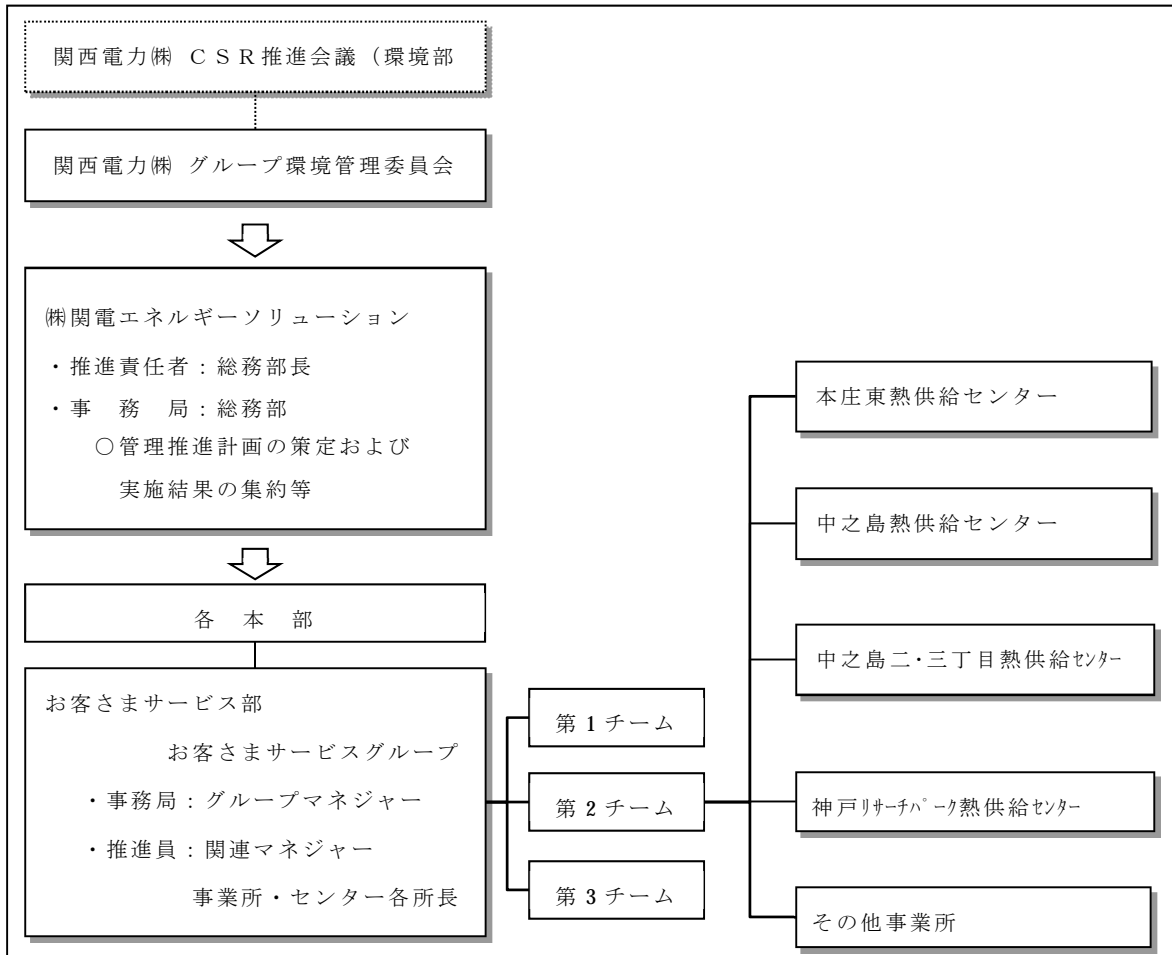 関西電力㈱ ＣＳＲ推進会議（環境部
関西電力㈱ グループ環境管理委員会
㈱関電エネルギーソリューション
・推進責任者：総務部長
・事　務　局：総務部
○管理推進計画の策定および
実施結果の集約等
各　本　部
お客さまサービス部
お客さまサービスグループ
・事務局：グループマネジャー
・推進員：関連マネジャー
事業所・センター各所長
第1チーム
第2チーム
第3チーム
本庄東熱供給センター
中之島熱供給センター
中之島二・三丁目熱供給ｾﾝﾀｰ
神戸ﾘｻｰﾁﾊﾟｰｸ熱供給ｾﾝﾀｰ
その他事業所